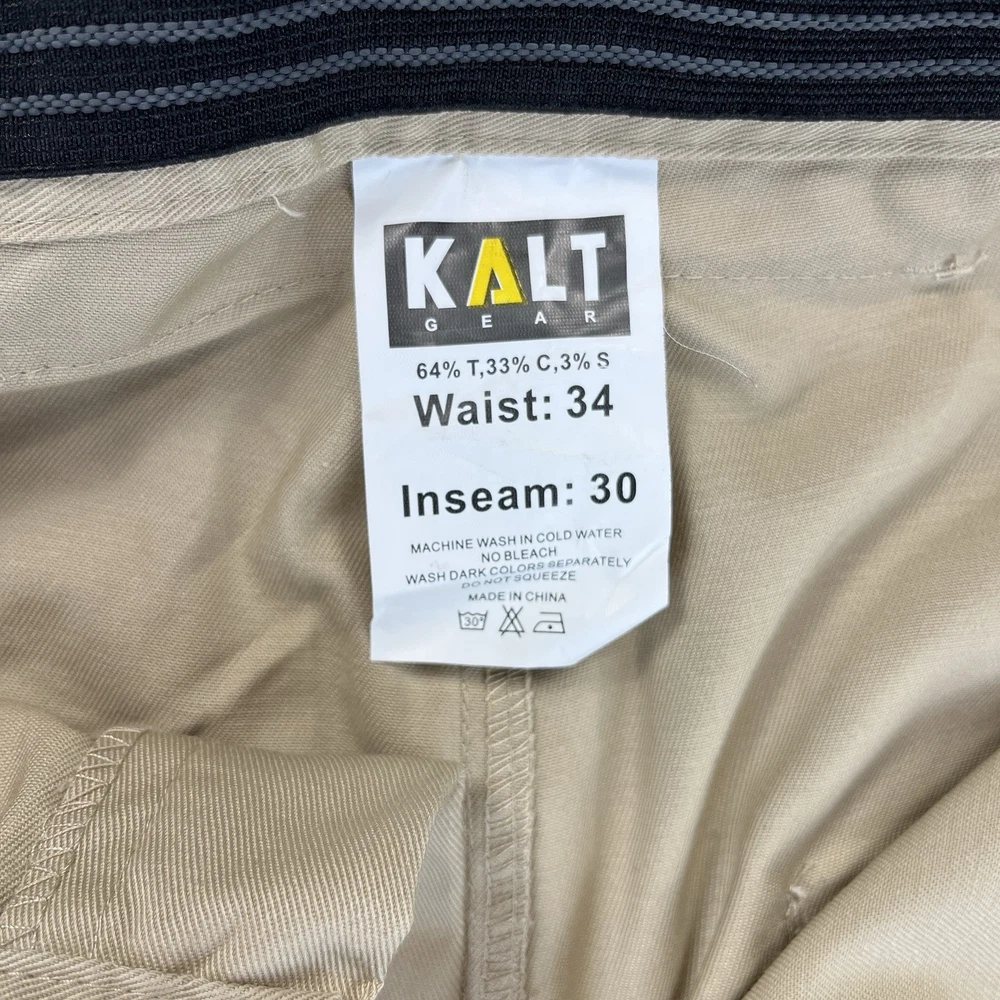 KALT
GEAR
64% T,33% C,3% S
Waist: 34
Inseam: 30
MACHINE WASH IN COLD WATER
NO BLEACH
WASH DARK COLORS SEPARATELY
DO NOT SQUEEZE
MADE IN CHINA
30°